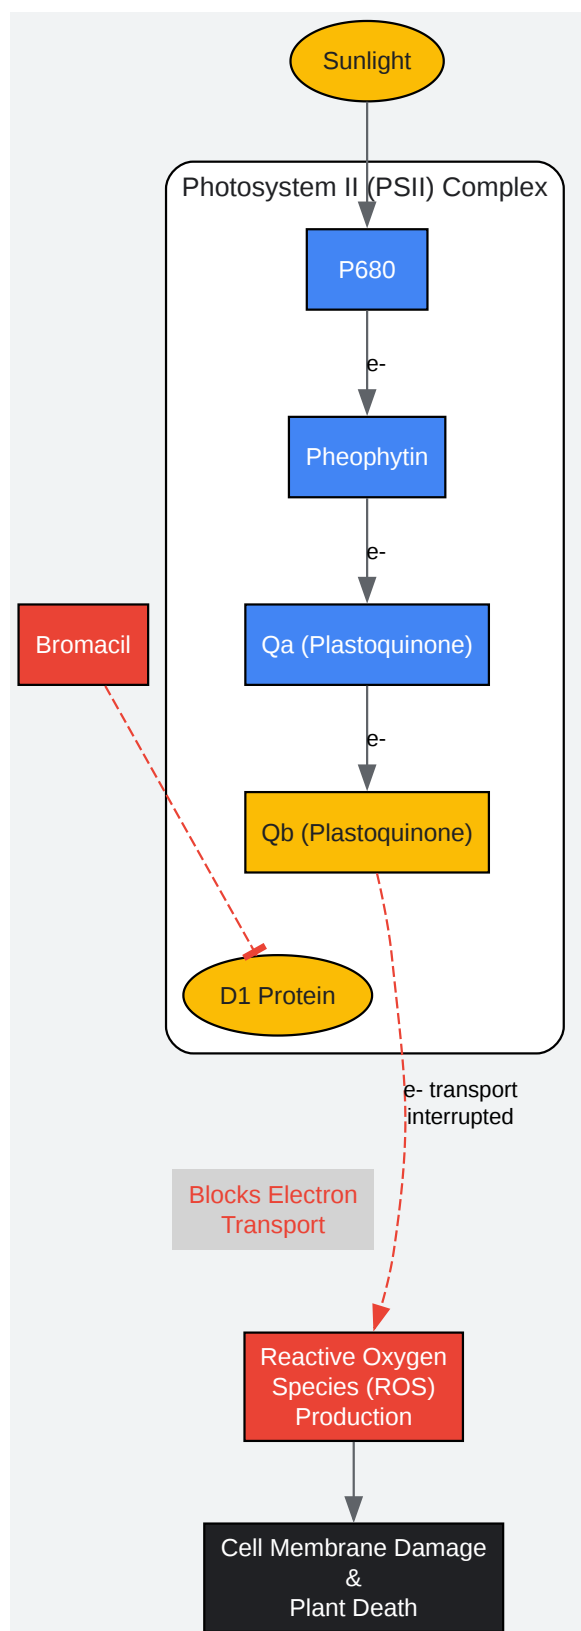 Sunlight
Photosystem II (PSII) Complex
P680
e-
Pheophytin
e-
Bromacil
Qa (Plastoquinone)
e-
Qb (Plastoquinone)
D1 Protein
e- transport
interrupted
Blocks Electron
Transport
Reactive Oxygen
Species (ROS)
Production
Cell Membrane Damage
&
Plant Death